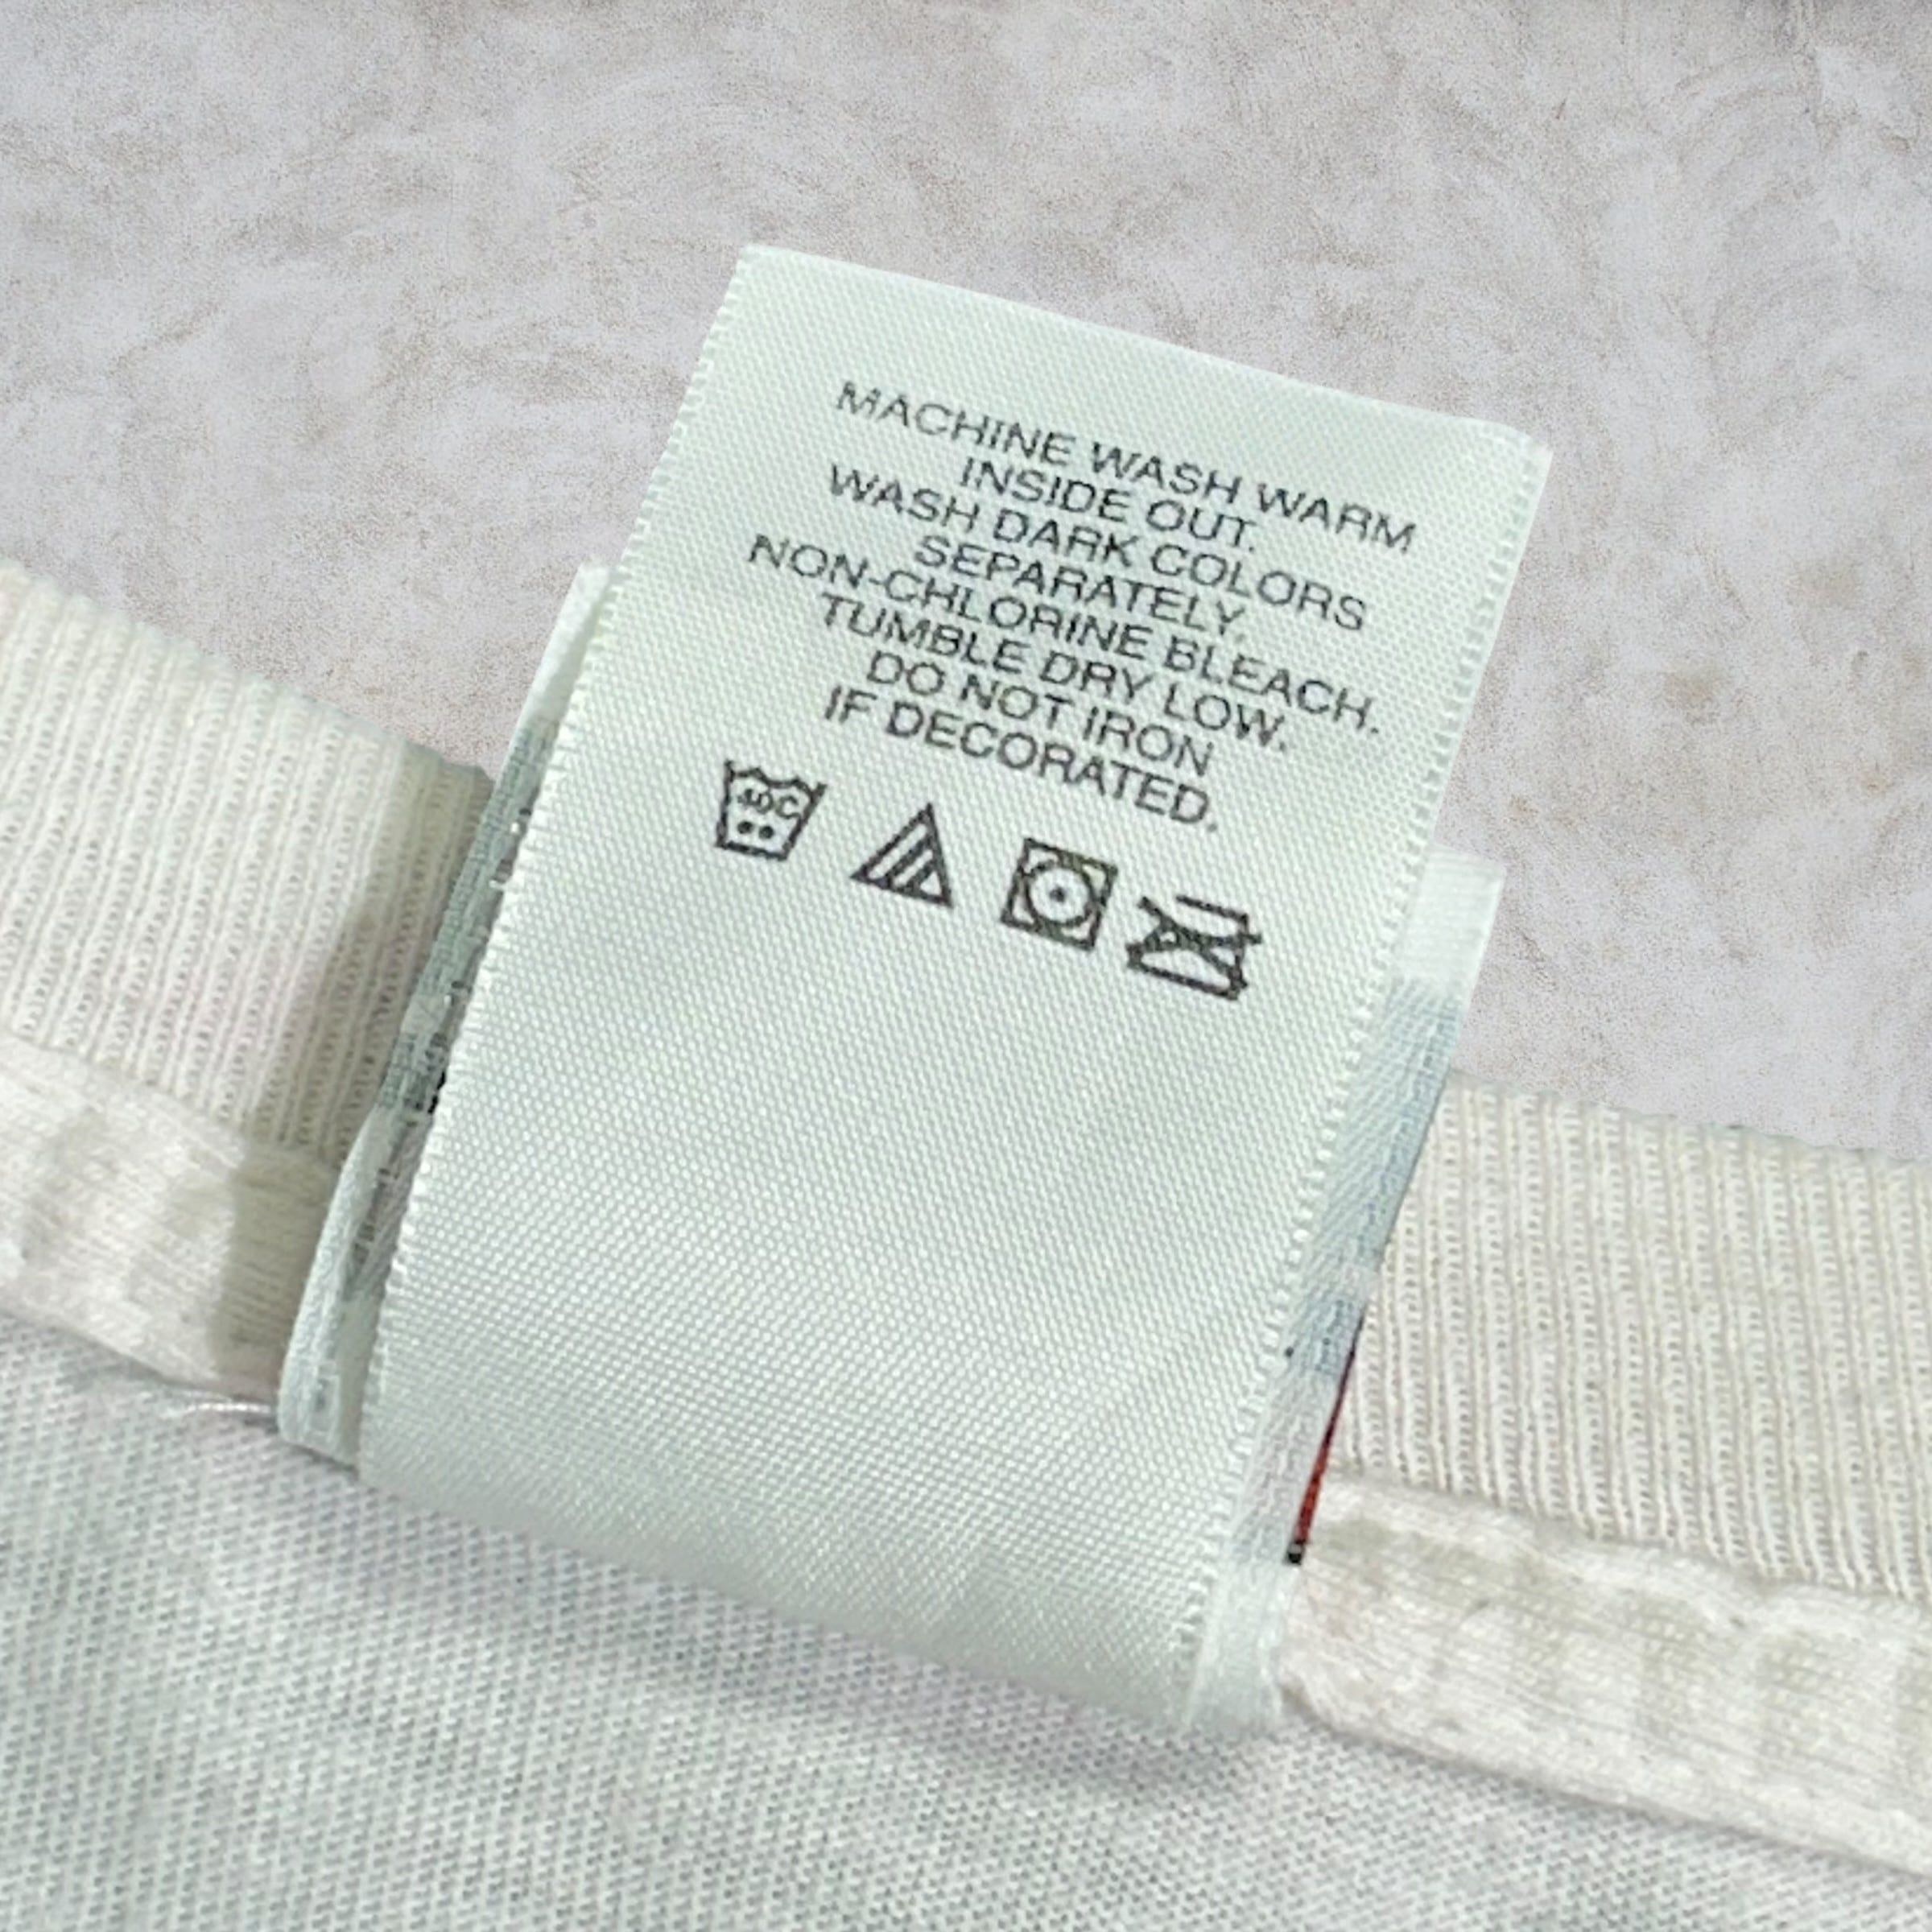 MACHINE WASH WARM
INSIDE OUT.
WASH DARK COLORS
SEPARATELY.
NON-CHLORINE BLEACH.
TUMBLE DRY LOW.
DO NOT IRON
IF DECORATED.
40C